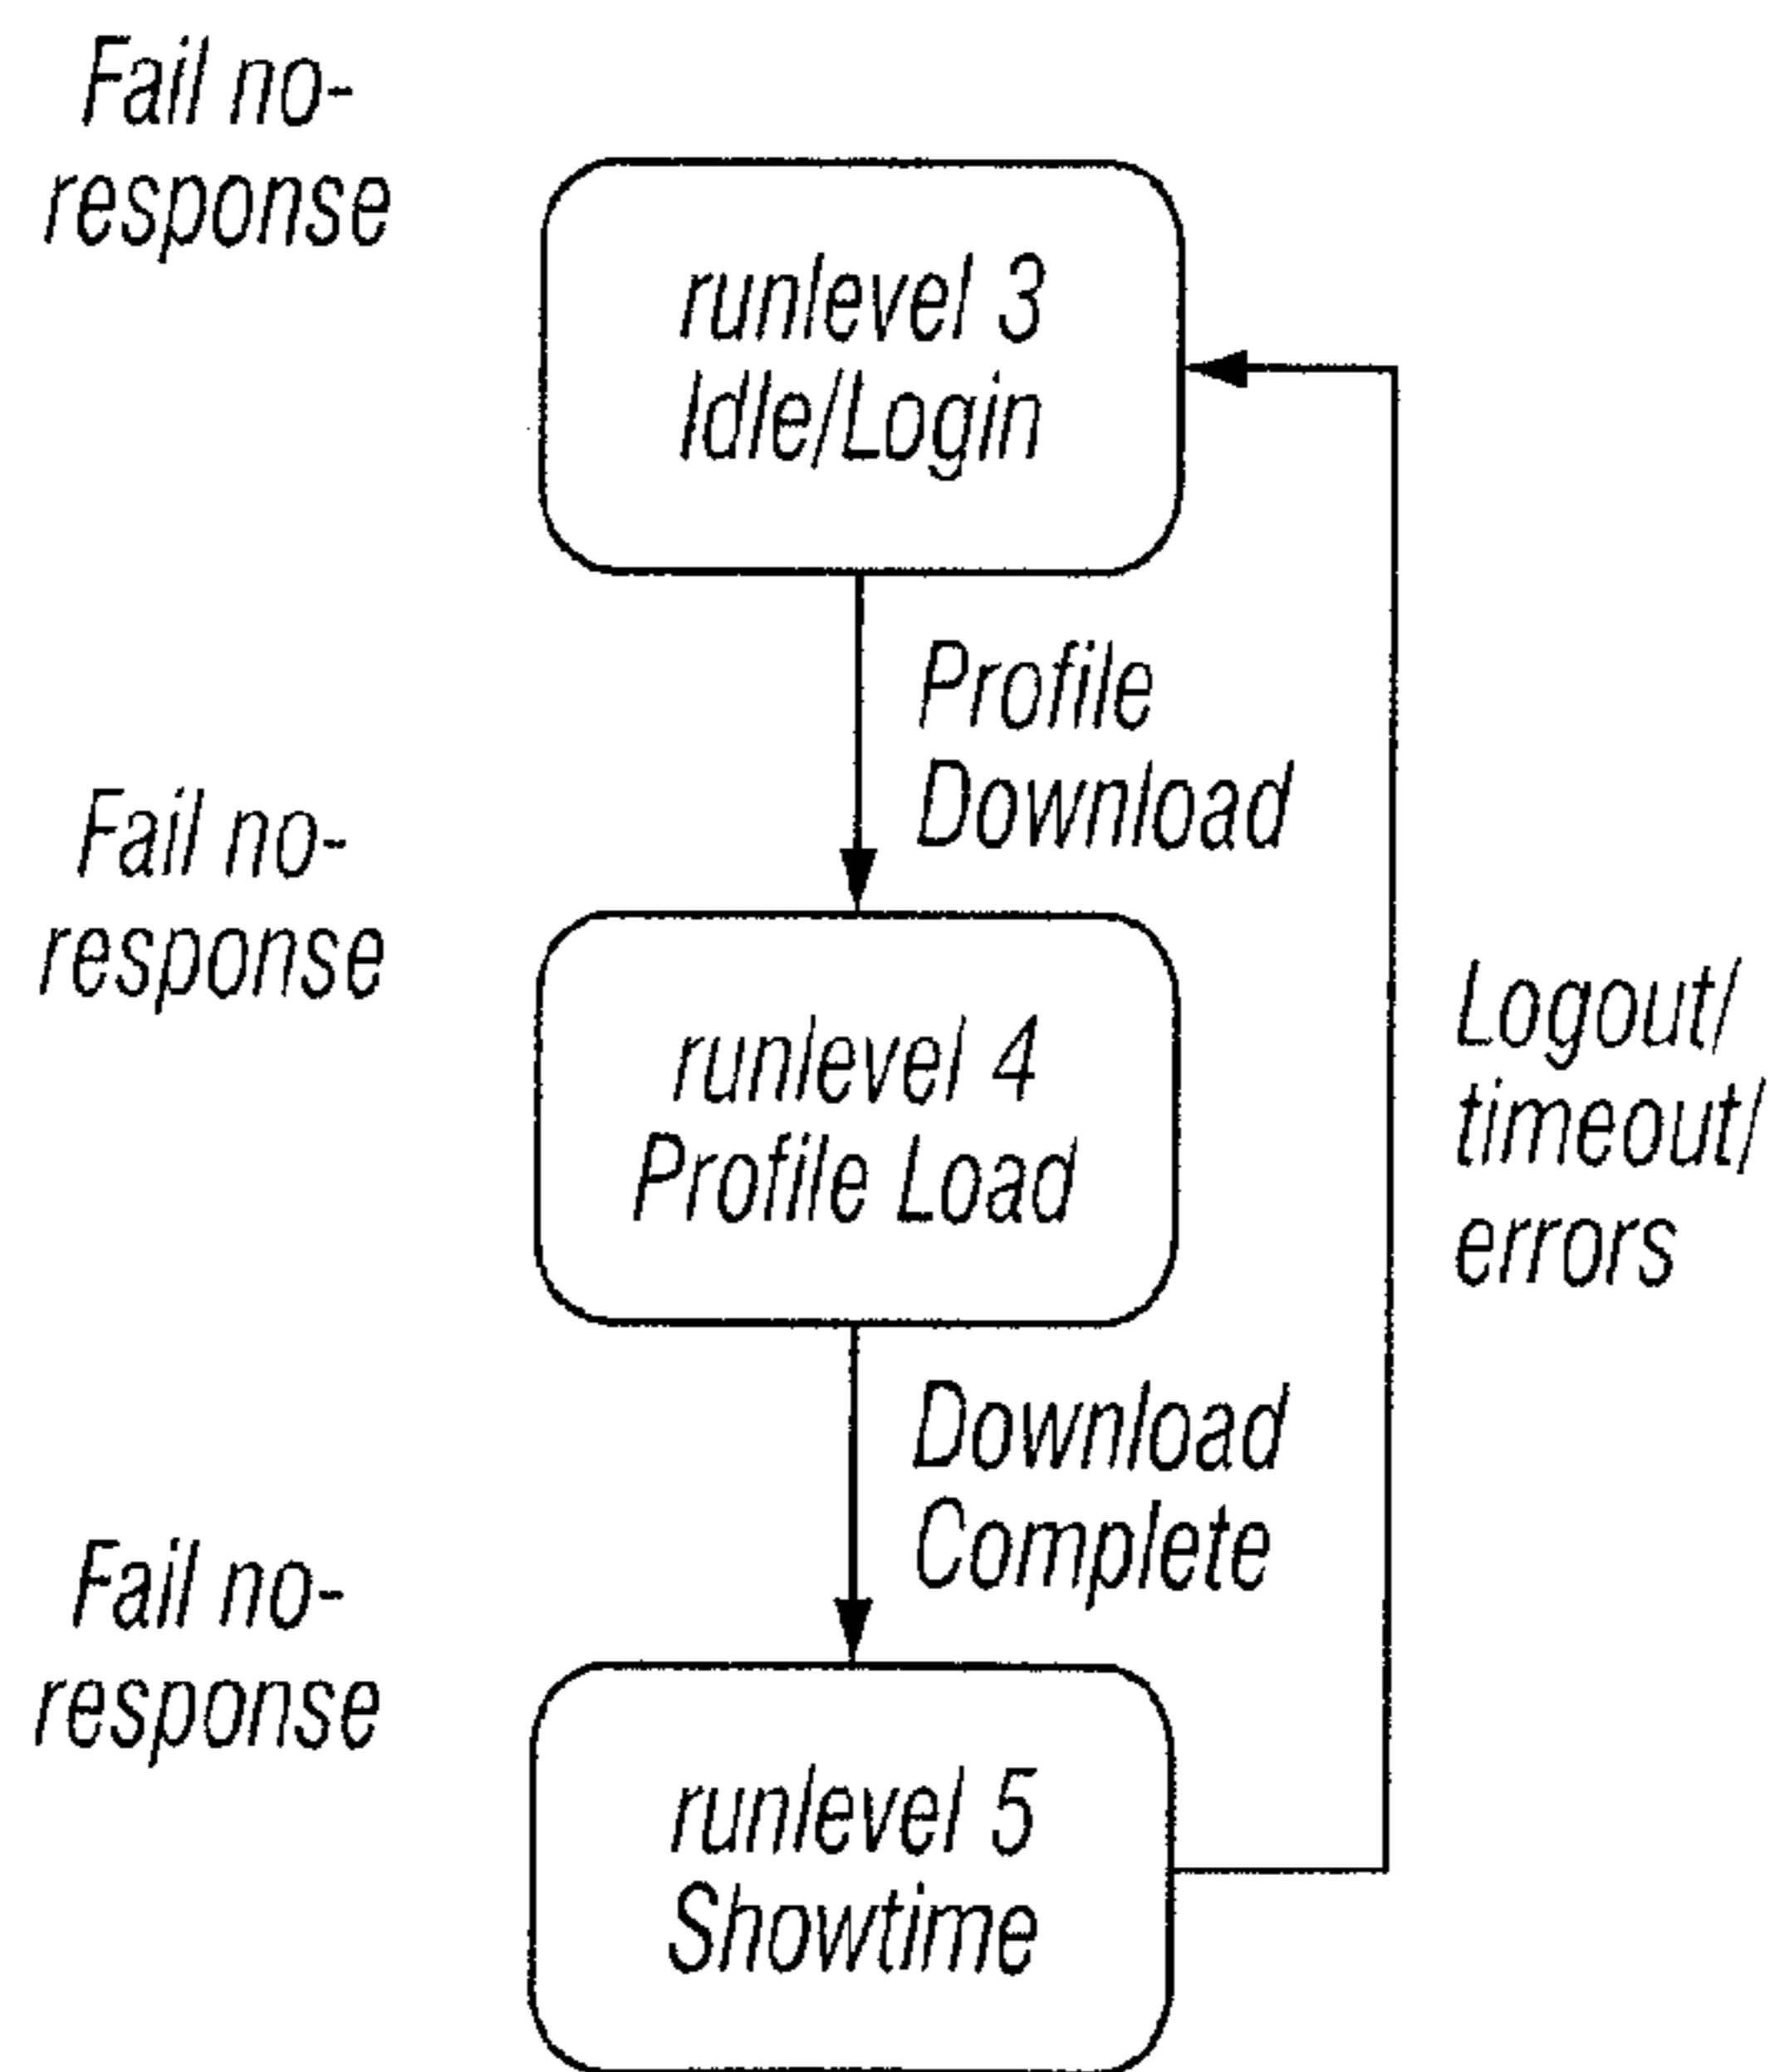 Fail no-
response
runlevel 3
Idle/Login
Profile
Download
Fail no-
response
runlevel 4
Profile Load
Logout/
timeout/
errors
Download
Complete
Fail no-
response
runlevel 5
Showtime